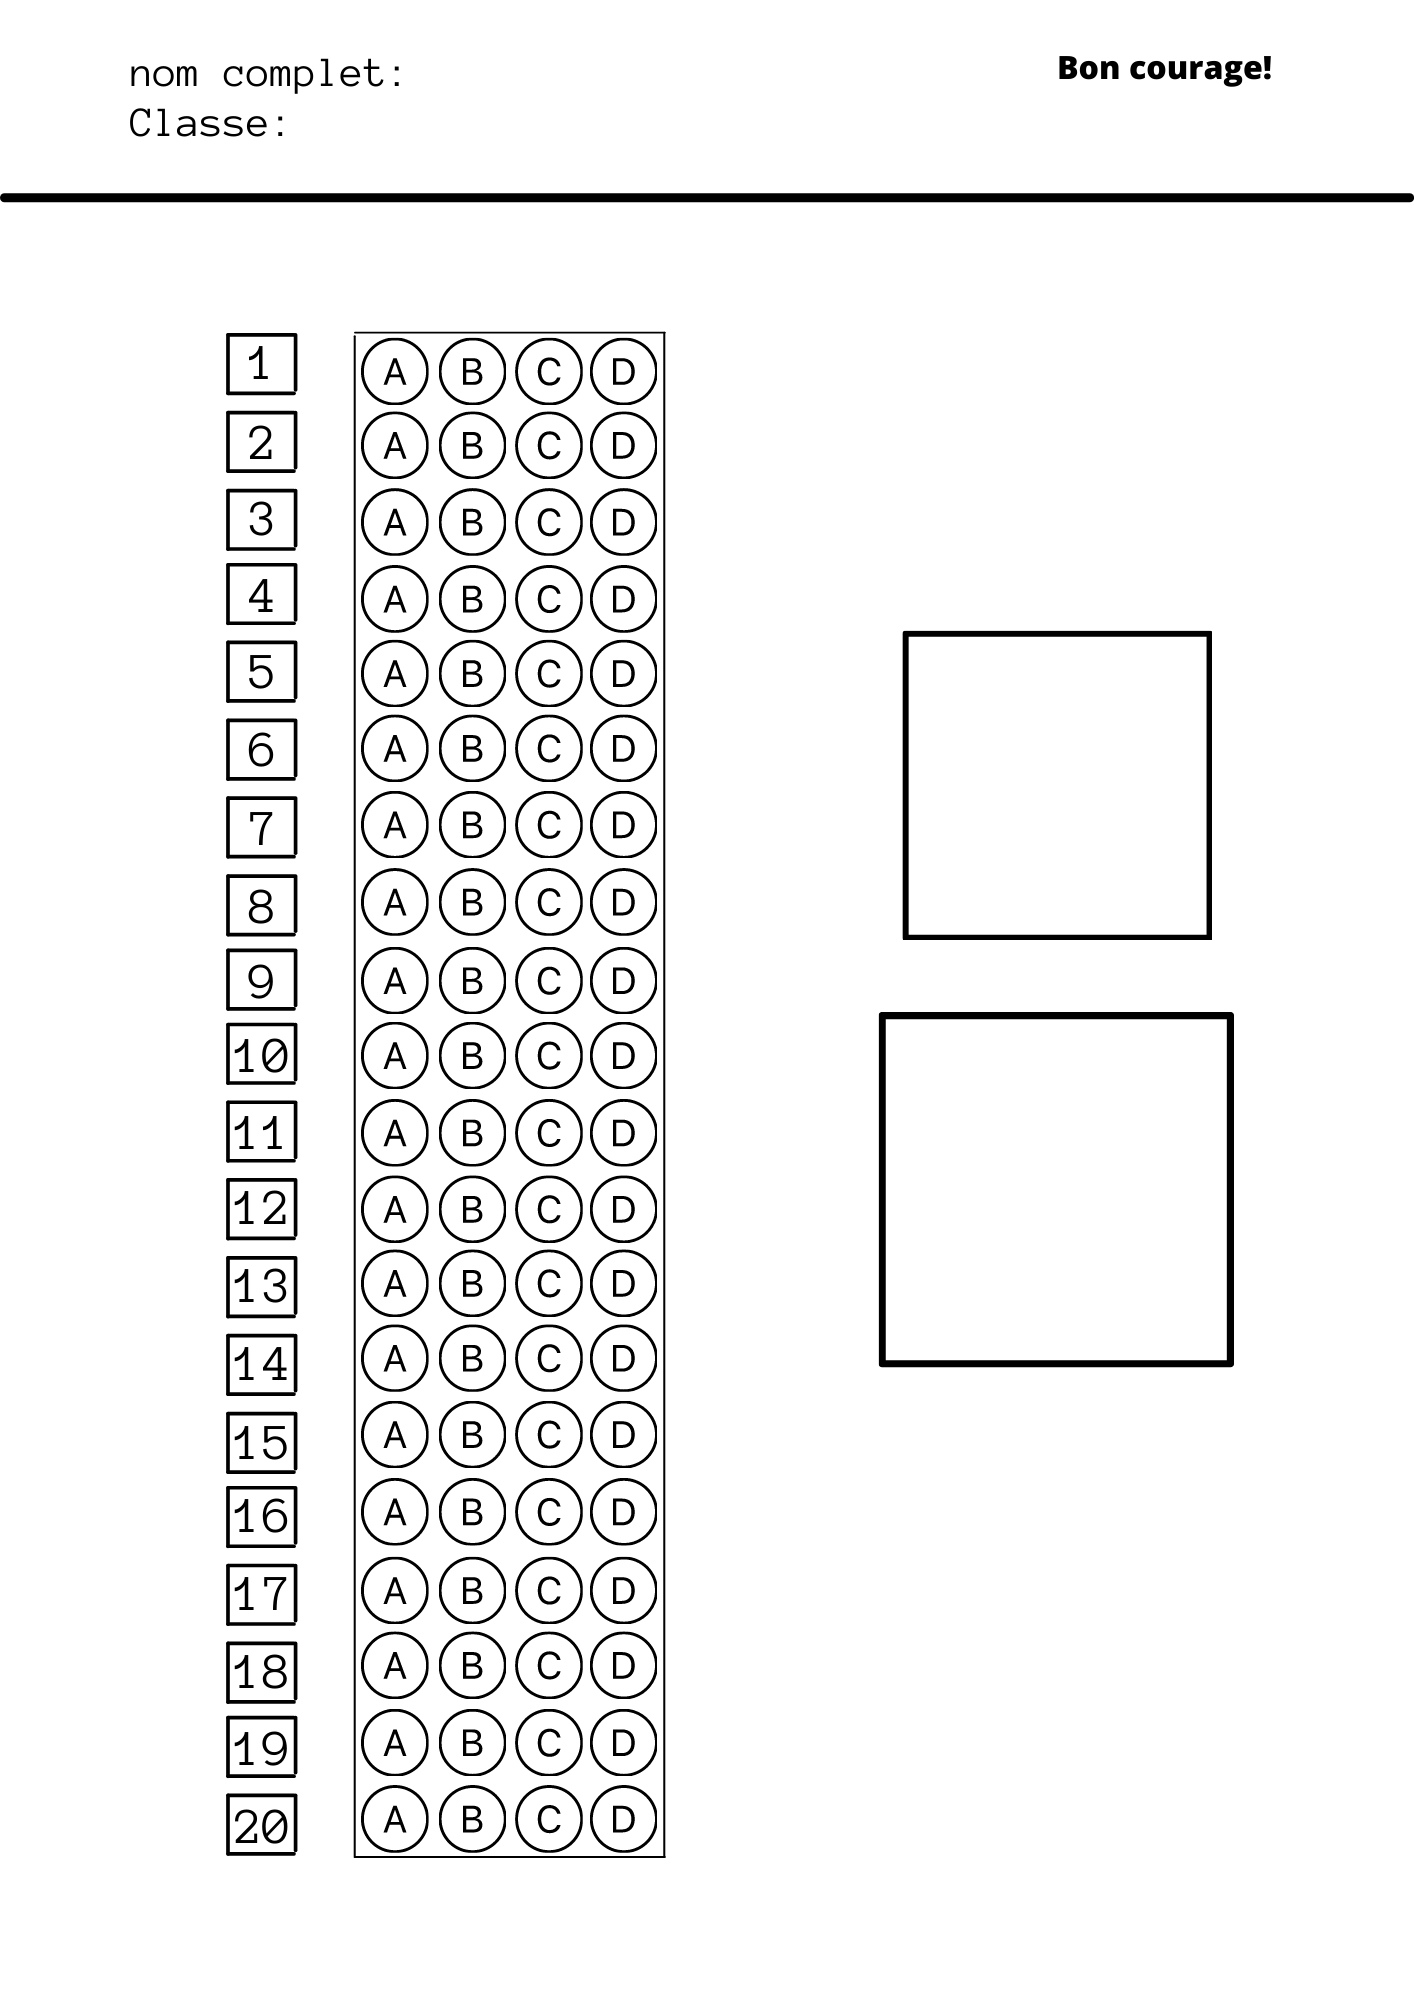 nom complet:
Classe:
Bon courage!
1 A B C D
2 A B C D
3 A B C D
4 A B C D
5 A B C D
6 A B C D
7 A B C D
8 A B C D
9 A B C D
10 A B C D
11 A B C D
12 A B C D
13 A B C D
14 A B C D
15 A B C D
16 A B C D
17 A B C D
18 A B C D
19 A B C D
20 A B C D